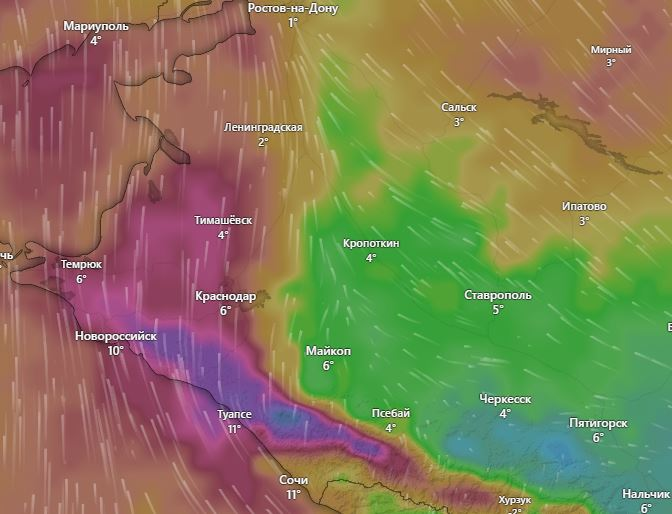 Ростов-на-Дону
1°
Мариуполь
4°
Мирный
3°
Сальск
3°
Ленинградская
2°
Ипатово
3°
Тимашёвск
4°
Кропоткин
4°
чь
Темрюк
6°
Краснодар
6°
Ставрополь
5°
Новороссийск
10°
Майкоп
6°
Черкесск
4°
Туапсе
11°
Псебай
4°
Пятигорск
6°
Сочи
11°
Хурзук
-2°
Нальчик
6°